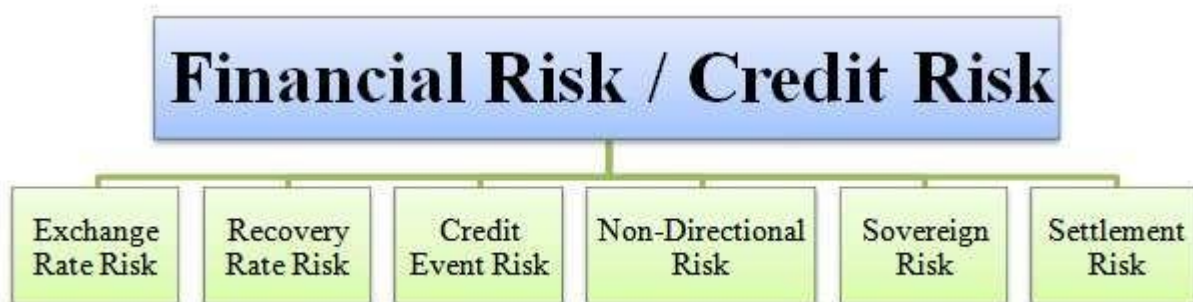 Financial Risk / Credit Risk
Exchange
Rate Risk
Recovery
Rate Risk
Credit
Event Risk
Non-Directional
Risk
Sovereign
Risk
Settlement
Risk